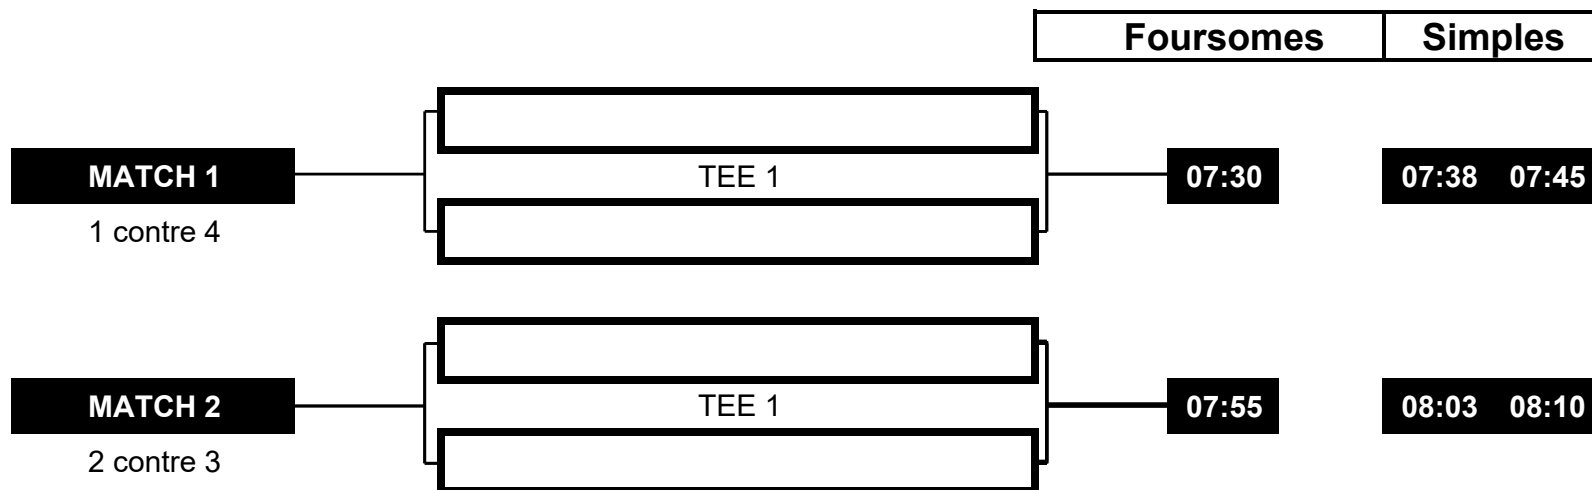 Foursomes Simples
MATCH 1 TEE 1 07:30 07:38 07:45
1 contre 4
MATCH 2 TEE 1 07:55 08:03 08:10
2 contre 3